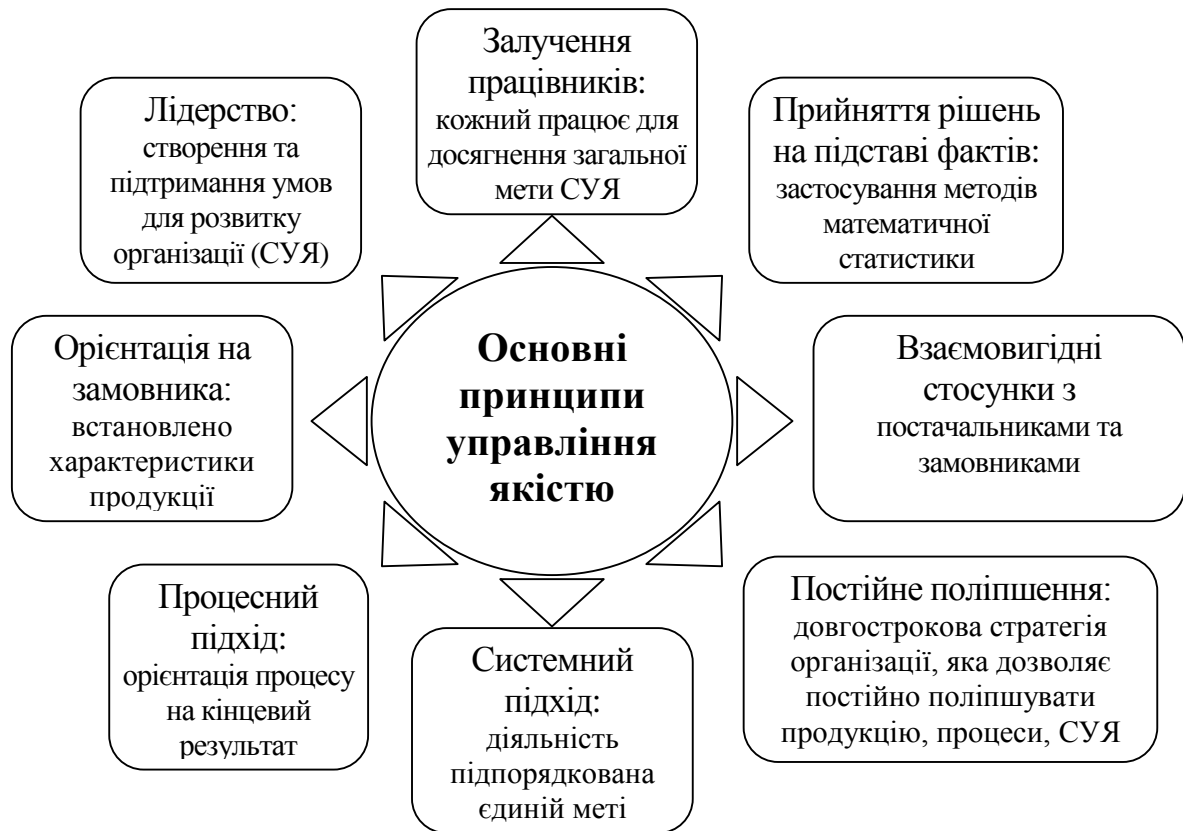 Залучення
працівників:
кожний працює для
досягнення загальної
мети СУЯ
Лідерство:
створення та
підтримання умов
для розвитку
організації (СУЯ)
Прийняття рішень
на підставі фактів:
застосування методів
математичної
статистики
Орієнтація на
замовника:
встановлено
характеристики
продукції
Основні
принципи
управління
якістю
Взаємовигідні
стосунки з
постачальниками та
замовниками
Процесний
підхід:
орієнтація процесу
на кінцевий
результат
Системний
підхід:
діяльність
підпорядкована
єдиній меті
Постійне поліпшення:
довгострокова стратегія
організації, яка дозволяє
постійно поліпшувати
продукцію, процеси, СУЯ